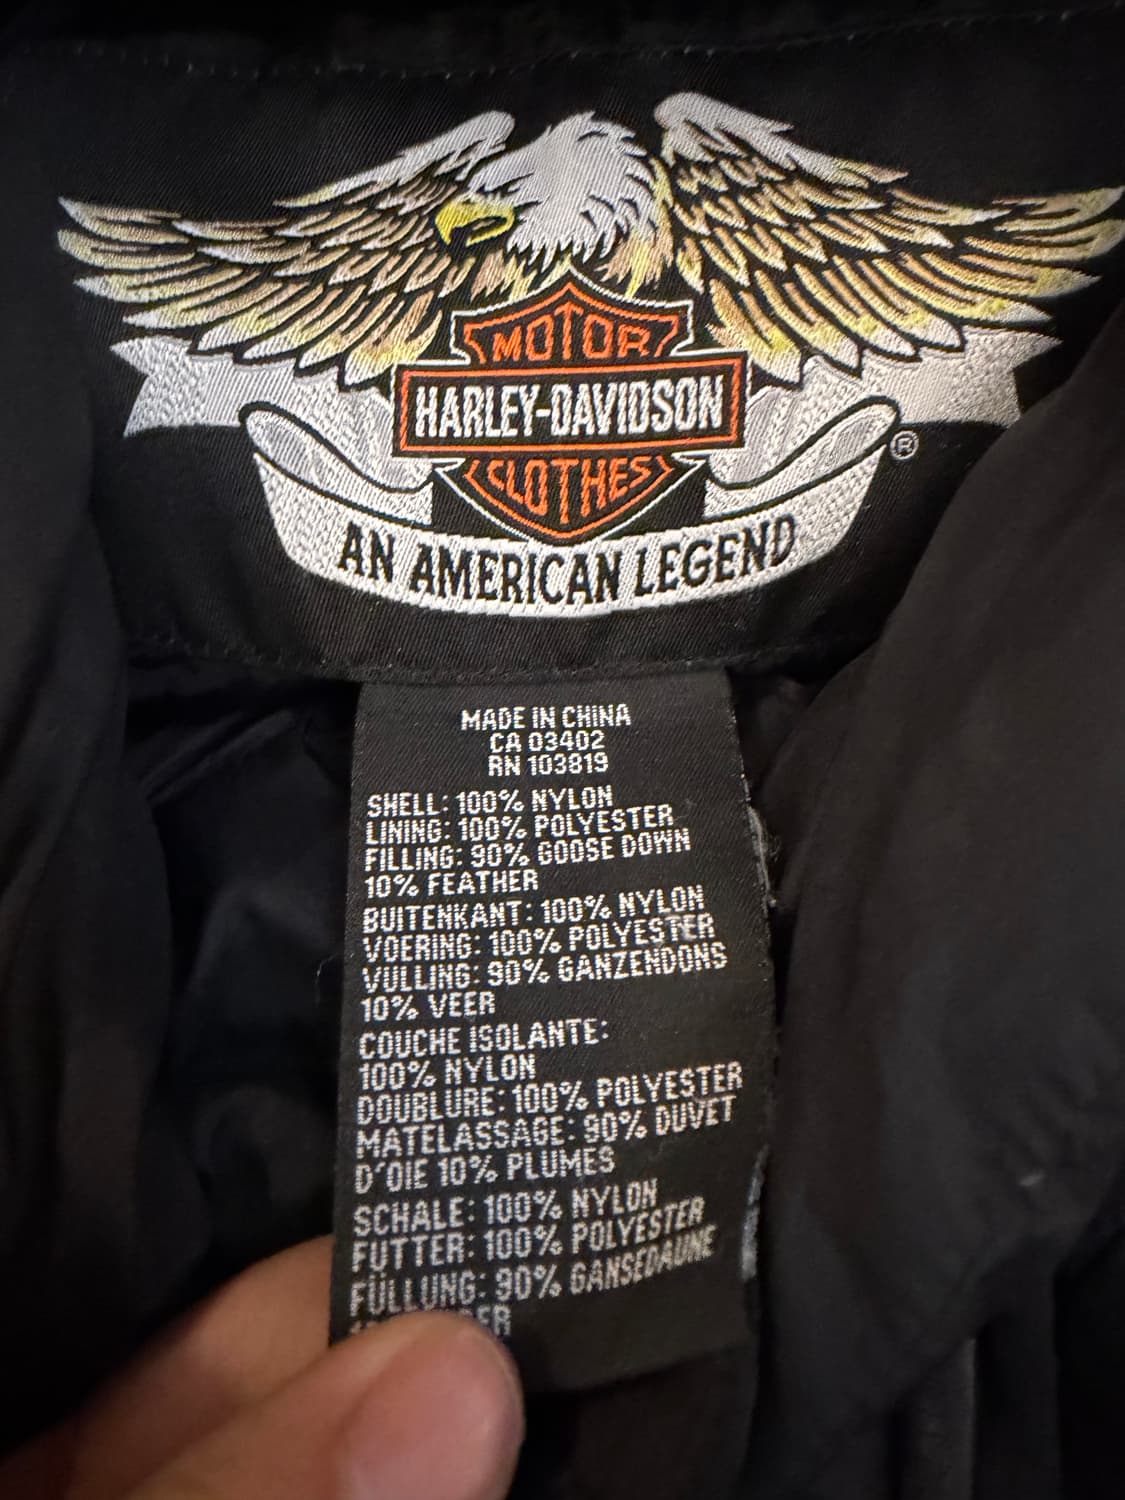 MOTOR
HARLEY-DAVIDSON
CLOTHES
®
AN AMERICAN LEGEND
MADE IN CHINA
CA 03402
RN 103819
SHELL: 100% NYLON
LINING: 100% POLYESTER
FILLING: 90% GOOSE DOWN
10% FEATHER
BUITENKANT: 100% NYLON
VOERING: 100% POLYESTER
VULLING: 90% GANZENDONS
10% VEER
COUCHE ISOLANTE:
100% NYLON
DOUBLURE: 100% POLYESTER
MATELASSAGE: 90% DUVET
D'OIE 10% PLUMES
SCHALE: 100% NYLON
FUTTER: 100% POLYESTER
FÜLLUNG: 90% GANSEDAUNE